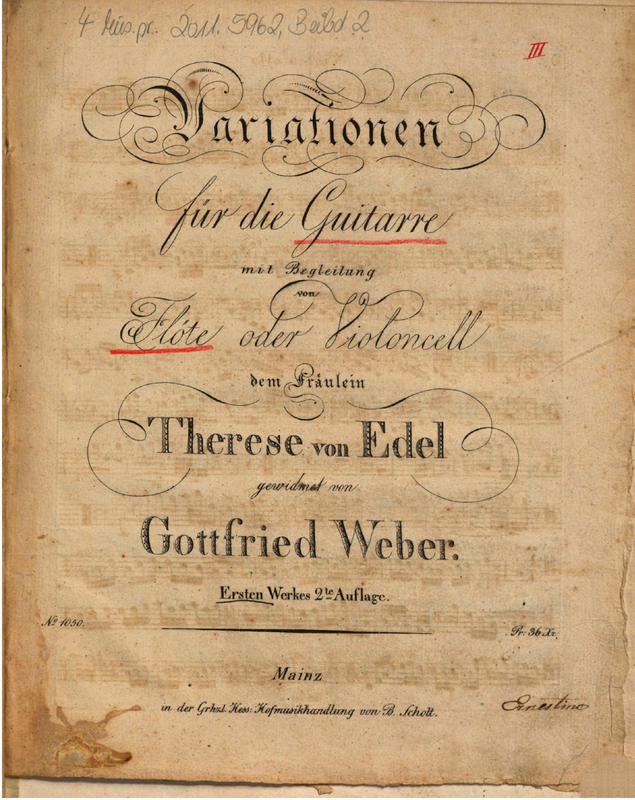 4 Mus.pr. 2011.5962, Beibd. 2
III
Variationen
für die Guitarre
mit Begleitung
von
Flöte oder Violoncell
dem Fräulein
Therese von Edel
gewidmet von
Gottfried Weber.
Ersten Werkes 2te Auflage.
No 1050.
Pr. 36 Xr.
Mainz
in der Grhzl. Hess: Hofmusikhandlung von B. Schott.
Ernestine